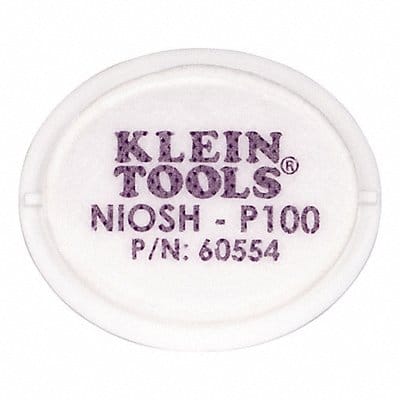 KLEIN
TOOLS®
NIOSH - P100
P/N: 60554